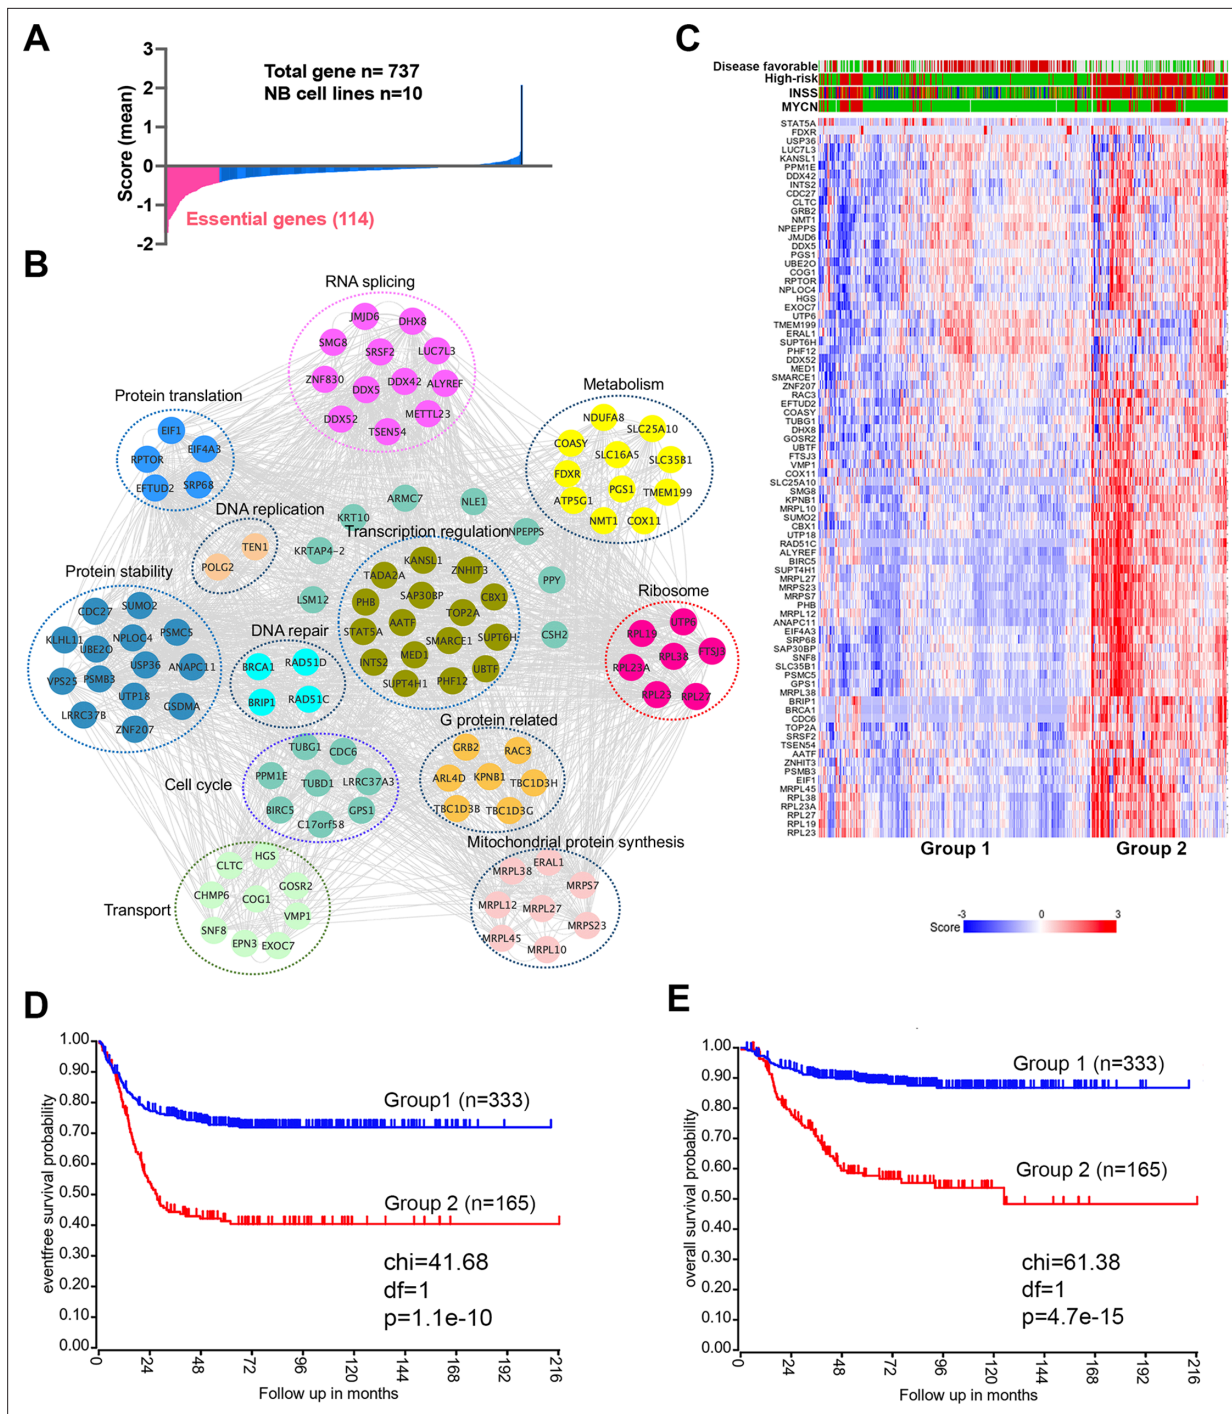 A
3
2
1
0
-1
-2
Score (mean)
Total gene n= 737
NB cell lines n=10
Essential genes (114)
B
RNA splicing
JMJD6
DHX8
SMG8
SRSF2
LUC7L3
ZNF830
DDX5
DDX42
ALYREF
DDX52
METTL23
TSEN54
Protein translation
EIF1
RPTOR
EIF4A3
EFTUD2
SRP68
Metabolism
NDUFA8
SLC25A10
COASY
SLC16A5
SLC35B1
FDXR
PGS1
TMEM199
ATP5G1
NMT1
COX11
DNA replication
TEN1
POLG2
ARMC7
NLE1
KRT10
NPEPPS
KRTAP4-2
PPY
LSM12
CSH2
Transcription regulation
KANSL1
TADA2A
ZNHIT3
PHB
SAP30BP
CBX1
AATF
TOP2A
STAT5A
SMARCE1
SUPT6H
INTS2
MED1
UBTF
SUPT4H1
PHF12
Protein stability
CDC27
SUMO2
KLHL11
NPLOC4
PSMC5
UBE2O
USP36
ANAPC11
VPS25
PSMB3
UTP18
GSDMA
LRRC37B
ZNF207
DNA repair
BRCA1
RAD51D
BRIP1
RAD51C
Ribosome
UTP6
RPL19
FTSJ3
RPL38
RPL23A
RPL23
RPL27
Cell cycle
TUBG1
CDC6
PPM1E
TUBD1
LRRC37A3
BIRC5
GPS1
C17orf58
G protein related
GRB2
RAC3
ARL4D
KPNB1
TBC1D3H
TBC1D3B
TBC1D3G
Transport
HGS
CLTC
GOSR2
CHMP6
COG1
VMP1
SNF8
EPN3
EXOC7
Mitochondrial protein synthesis
ERAL1
MRPL38
MRPS7
MRPL12
MRPL27
MRPS23
MRPL45
MRPL10
C
Disease favorable
High-risk
INSS
MYCN
STAT5A
FDXR
USP36
LUC7L3
KANSL1
PPM1E
DDX42
INTS2
CDC27
CLTC
GRB2
NMT1
NPEPPS
JMJD6
DDX5
PGS1
UBE2O
COG1
RPTOR
NPLOC4
HGS
EXOC7
UTP6
TMEM199
ERAL1
SUPT6H
PHF12
DDX52
MED1
SMARCE1
ZNF207
RAC3
EFTUD2
COASY
TUBG1
DHX8
GOSR2
UBTF
FTSJ3
VMP1
COX11
SLC25A10
SMG8
KPNB1
MRPL10
SUMO2
CBX1
UTP18
RAD51C
ALYREF
BIRC5
SUPT4H1
MRPL27
MRPS23
MRPS7
PHB
MRPL12
ANAPC11
EIF4A3
SRP68
SAP30BP
SNF8
SLC35B1
PSMC5
GPS1
MRPL38
BRIP1
BRCA1
CDC6
TOP2A
SRSF2
TSEN54
AATF
ZNHIT3
PSMB3
EIF1
MRPL45
RPL38
RPL23A
RPL27
RPL19
RPL23
Group 1
Group 2
-3
0
3
Score
D
1.00
0.90
0.80
0.70
0.60
0.50
0.40
0.30
0.20
0.10
0.00
eventfree survival probability
Group1 (n=333)
Group 2 (n=165)
chi=41.68
df=1
p=1.1e-10
0 24 48 72 96 120 144 168 192 216
Follow up in months
E
1.00
0.90
0.80
0.70
0.60
0.50
0.40
0.30
0.20
0.10
0.00
overall survival probability
Group 1 (n=333)
Group 2 (n=165)
chi=61.38
df=1
p=4.7e-15
0 24 48 72 96 120 144 168 192 216
Follow up in months